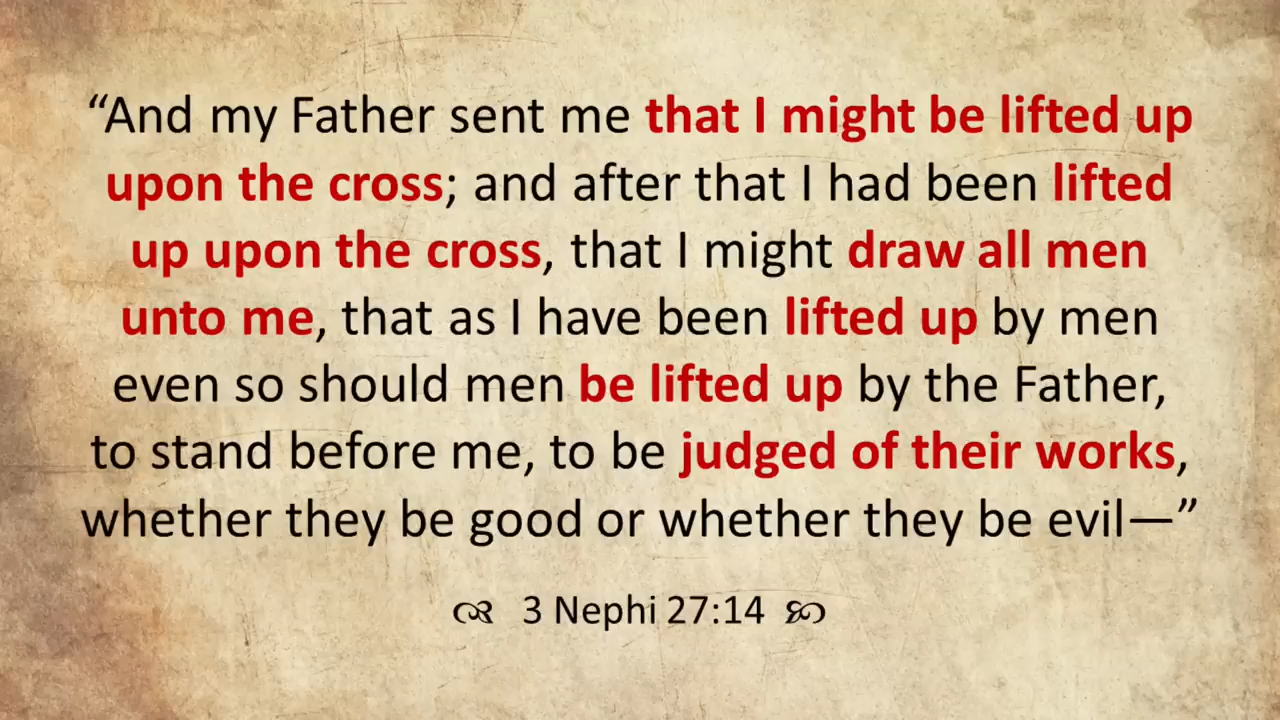 “And my Father sent me that I might be lifted up
upon the cross; and after that I had been lifted
up upon the cross, that I might draw all men
unto me, that as I have been lifted up by men
even so should men be lifted up by the Father,
to stand before me, to be judged of their works,
whether they be good or whether they be evil—”
3 Nephi 27:14